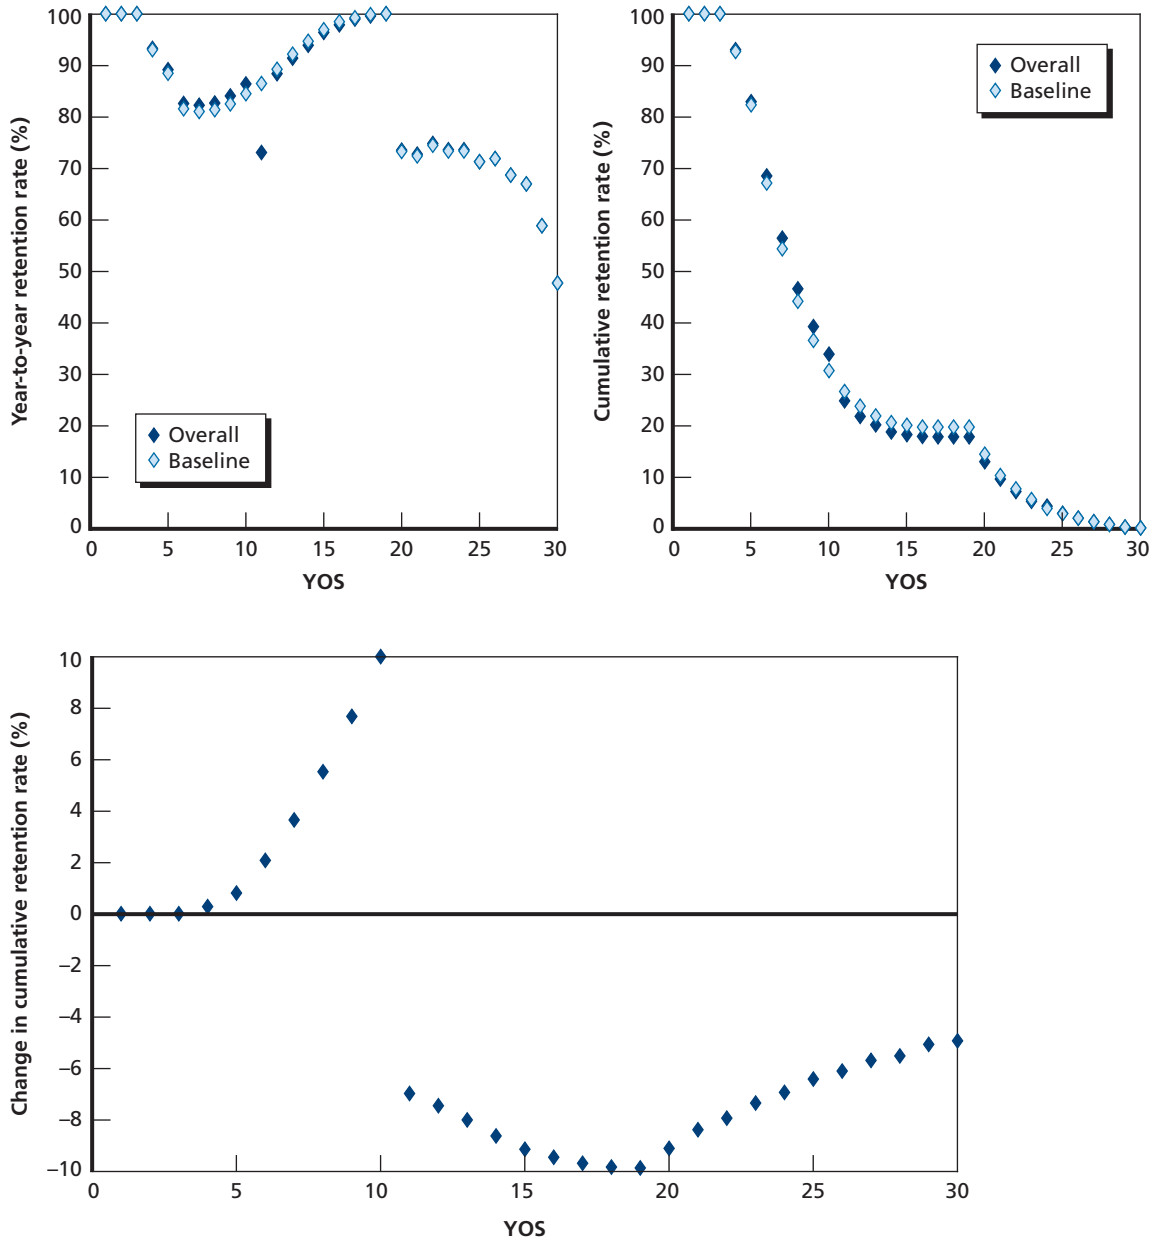 Year-to-year retention rate (%)
100
90
80
70
60
50
40
30
20
10
0
0 5 10 15 20 25 30
YOS
Overall
Baseline
Cumulative retention rate (%)
100
90
80
70
60
50
40
30
20
10
0
0 5 10 15 20 25 30
YOS
Overall
Baseline
Change in cumulative retention rate (%)
10
8
6
4
2
0
−2
−4
−6
−8
−10
0 5 10 15 20 25 30
YOS